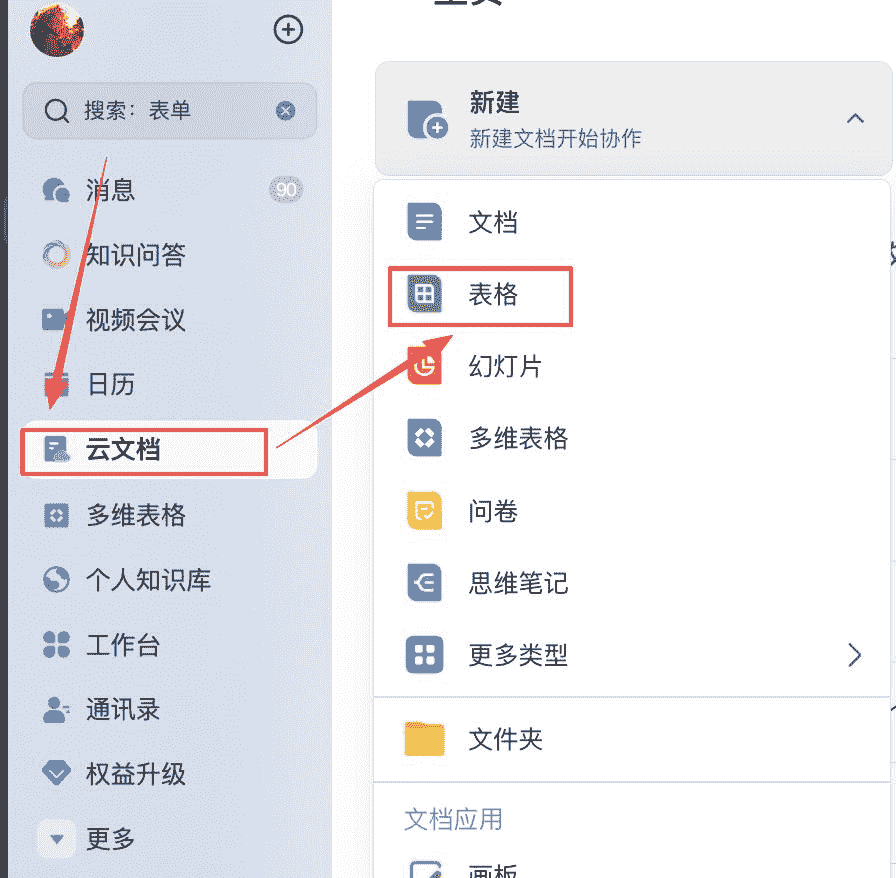 搜索：表单
消息
90
知识问答
视频会议
日历
云文档
多维表格
个人知识库
工作台
通讯录
权益升级
更多
新建
新建文档开始协作
文档
表格
幻灯片
多维表格
问卷
思维笔记
更多类型
文件夹
文档应用
画板